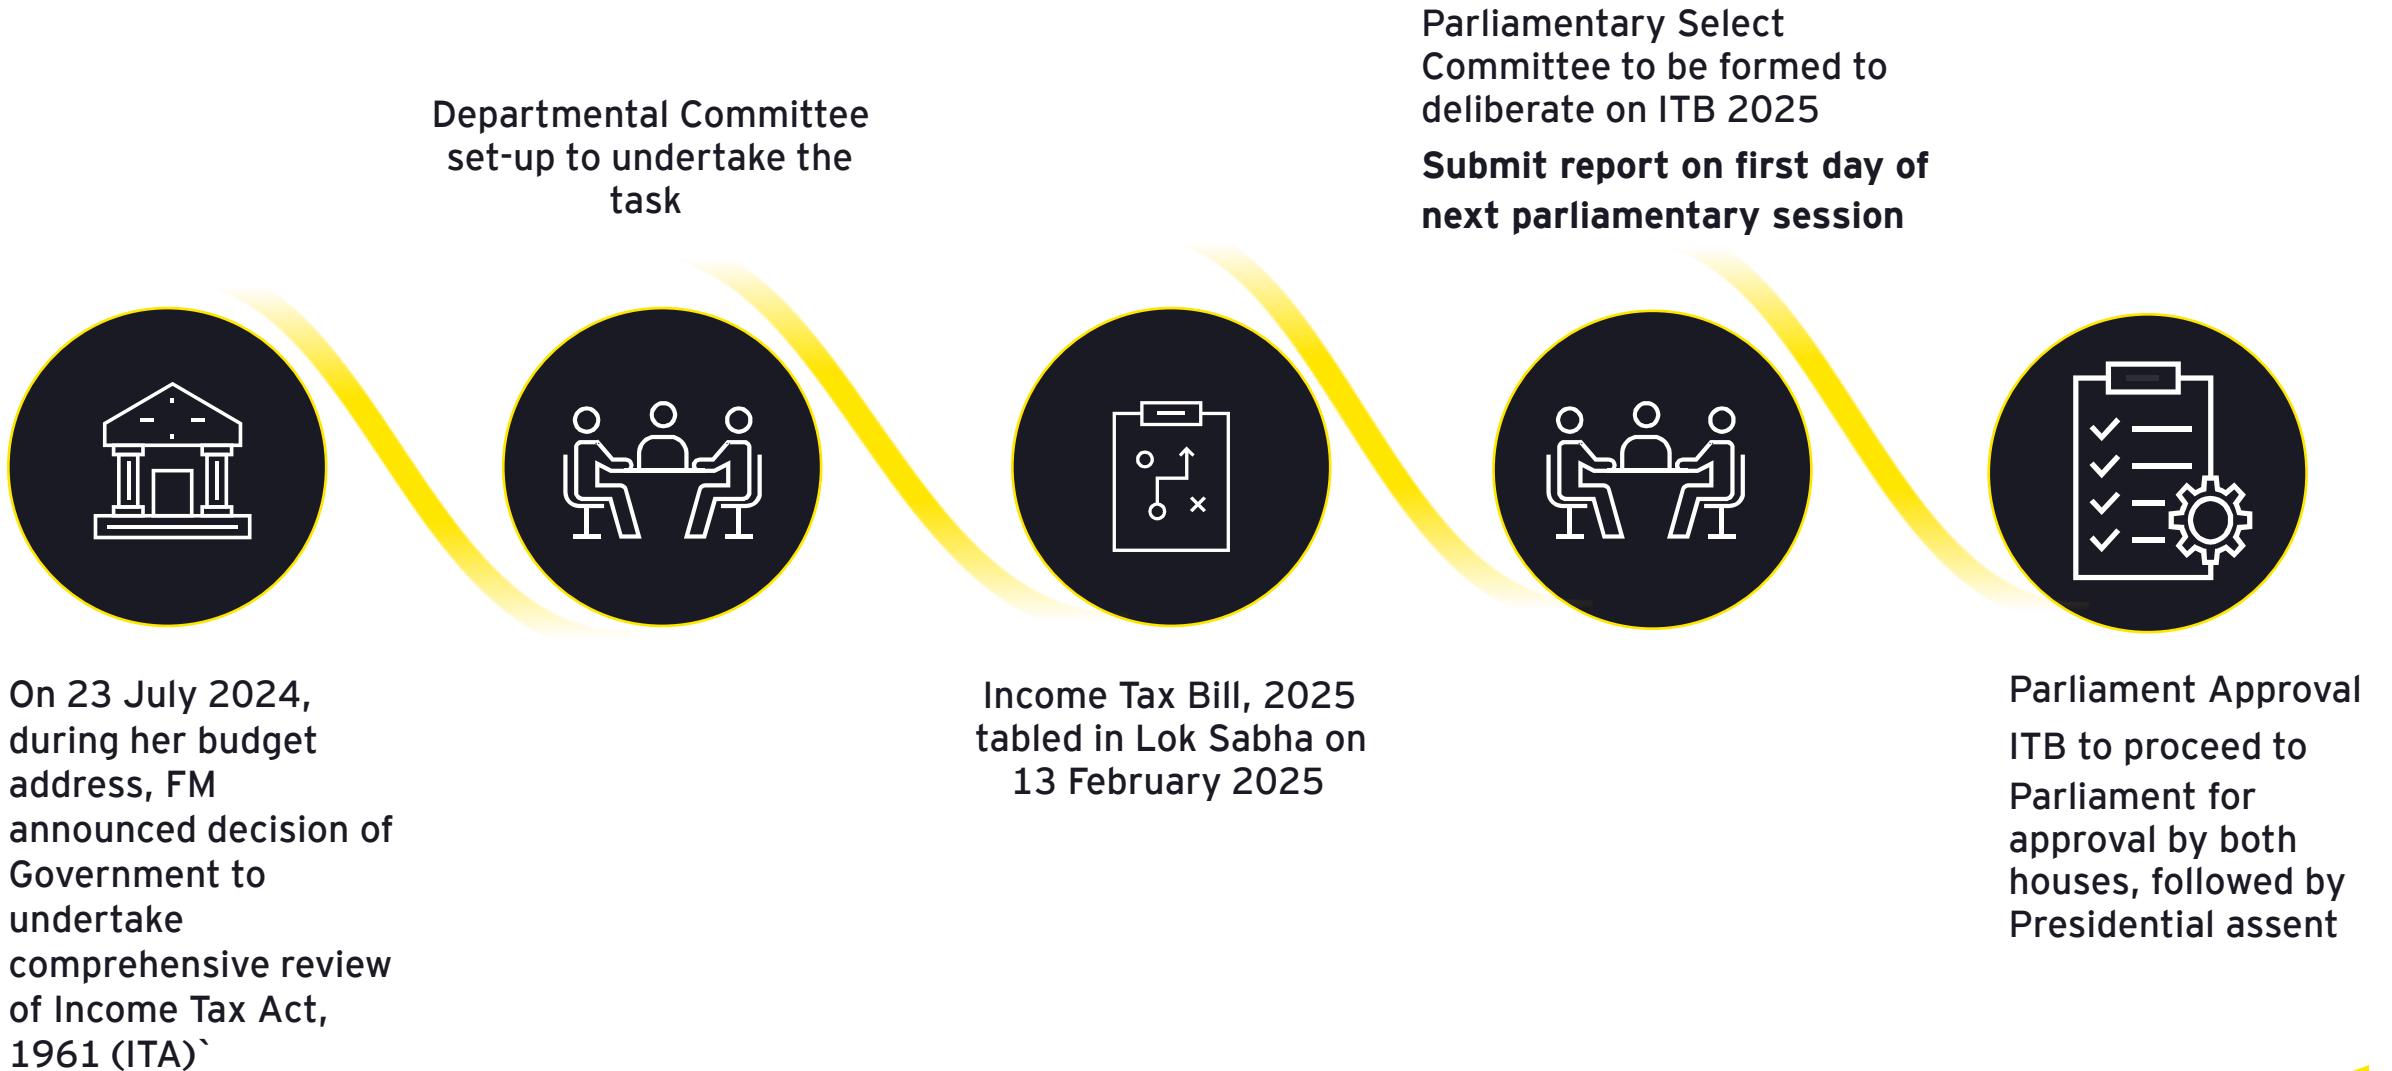 On 23 July 2024,
during her budget
address, FM
announced decision of
Government to
undertake
comprehensive review
of Income Tax Act,
1961 (ITA)`
Departmental Committee
set-up to undertake the
task
Income Tax Bill, 2025
tabled in Lok Sabha on
13 February 2025
Parliamentary Select
Committee to be formed to
deliberate on ITB 2025
Submit report on first day of
next parliamentary session
Parliament Approval
ITB to proceed to
Parliament for
approval by both
houses, followed by
Presidential assent